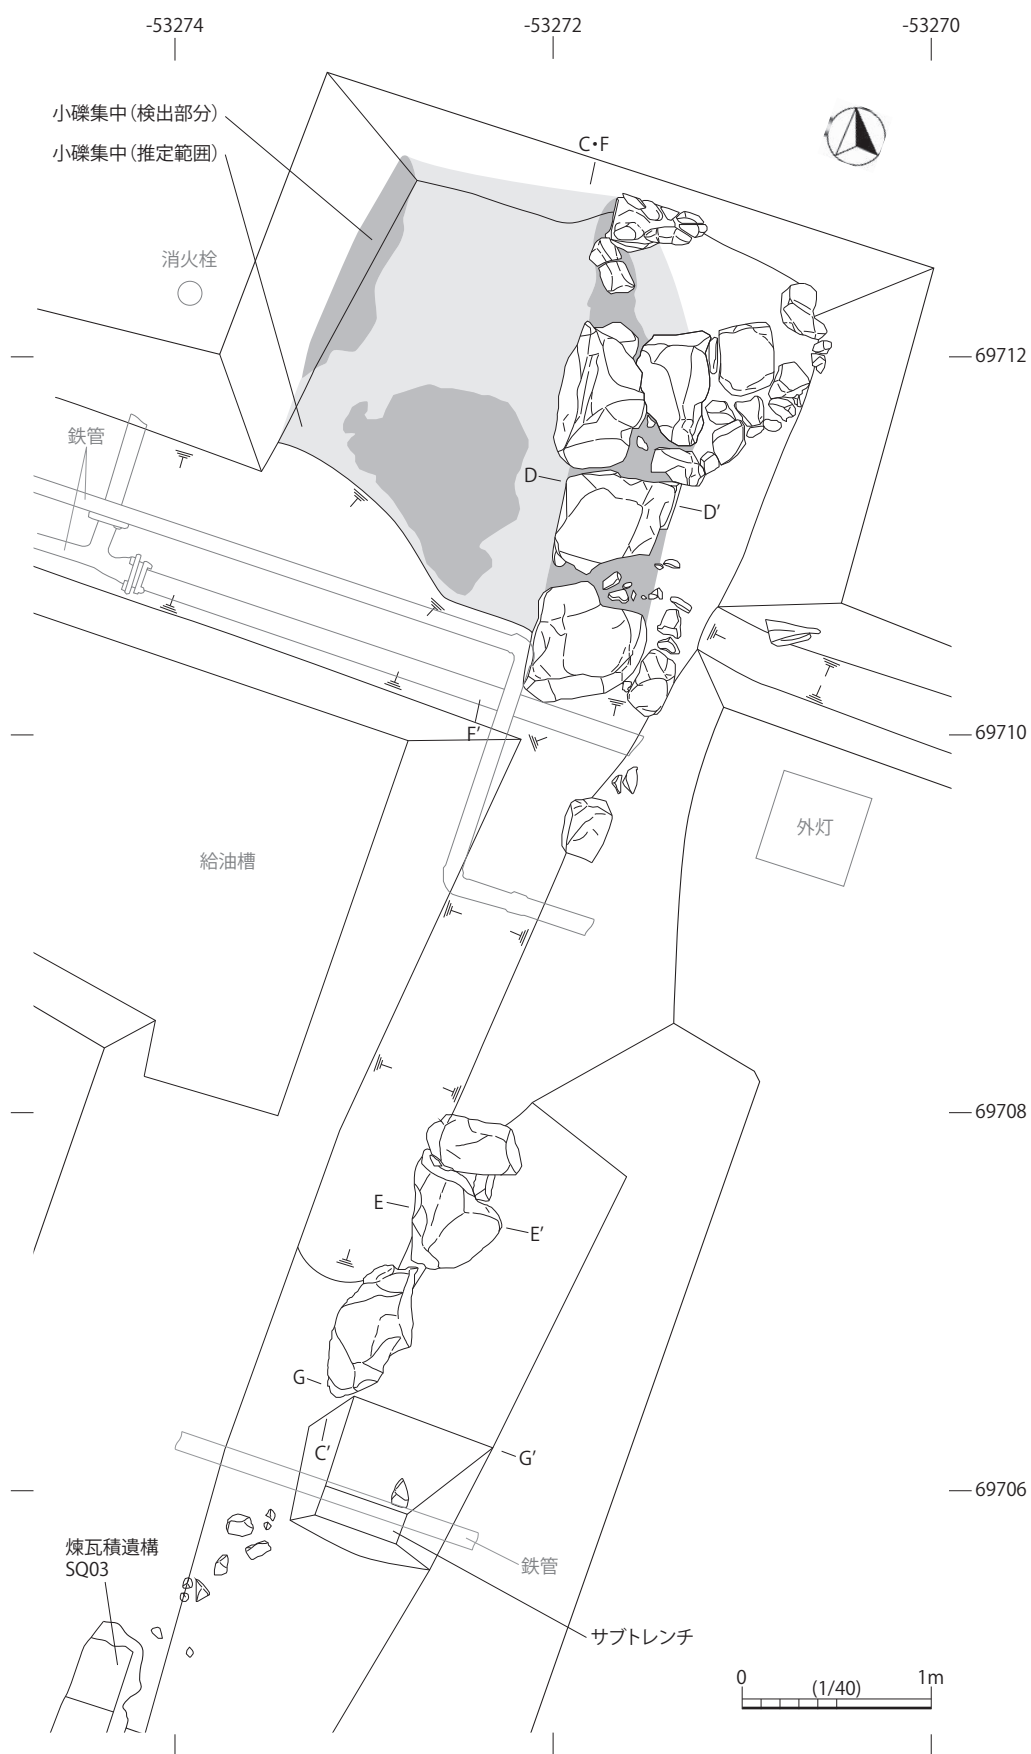 -53274
-53272
-53270
小礫集中（検出部分）
小礫集中（推定範囲）
C・F
消火栓
69712
鉄管
D
D’
F’
69710
外灯
給油槽
69708
E
E’
G
C’
G’
69706
煉瓦積遺構
SQ03
鉄管
サブトレンチ
0
(1/40)
1m